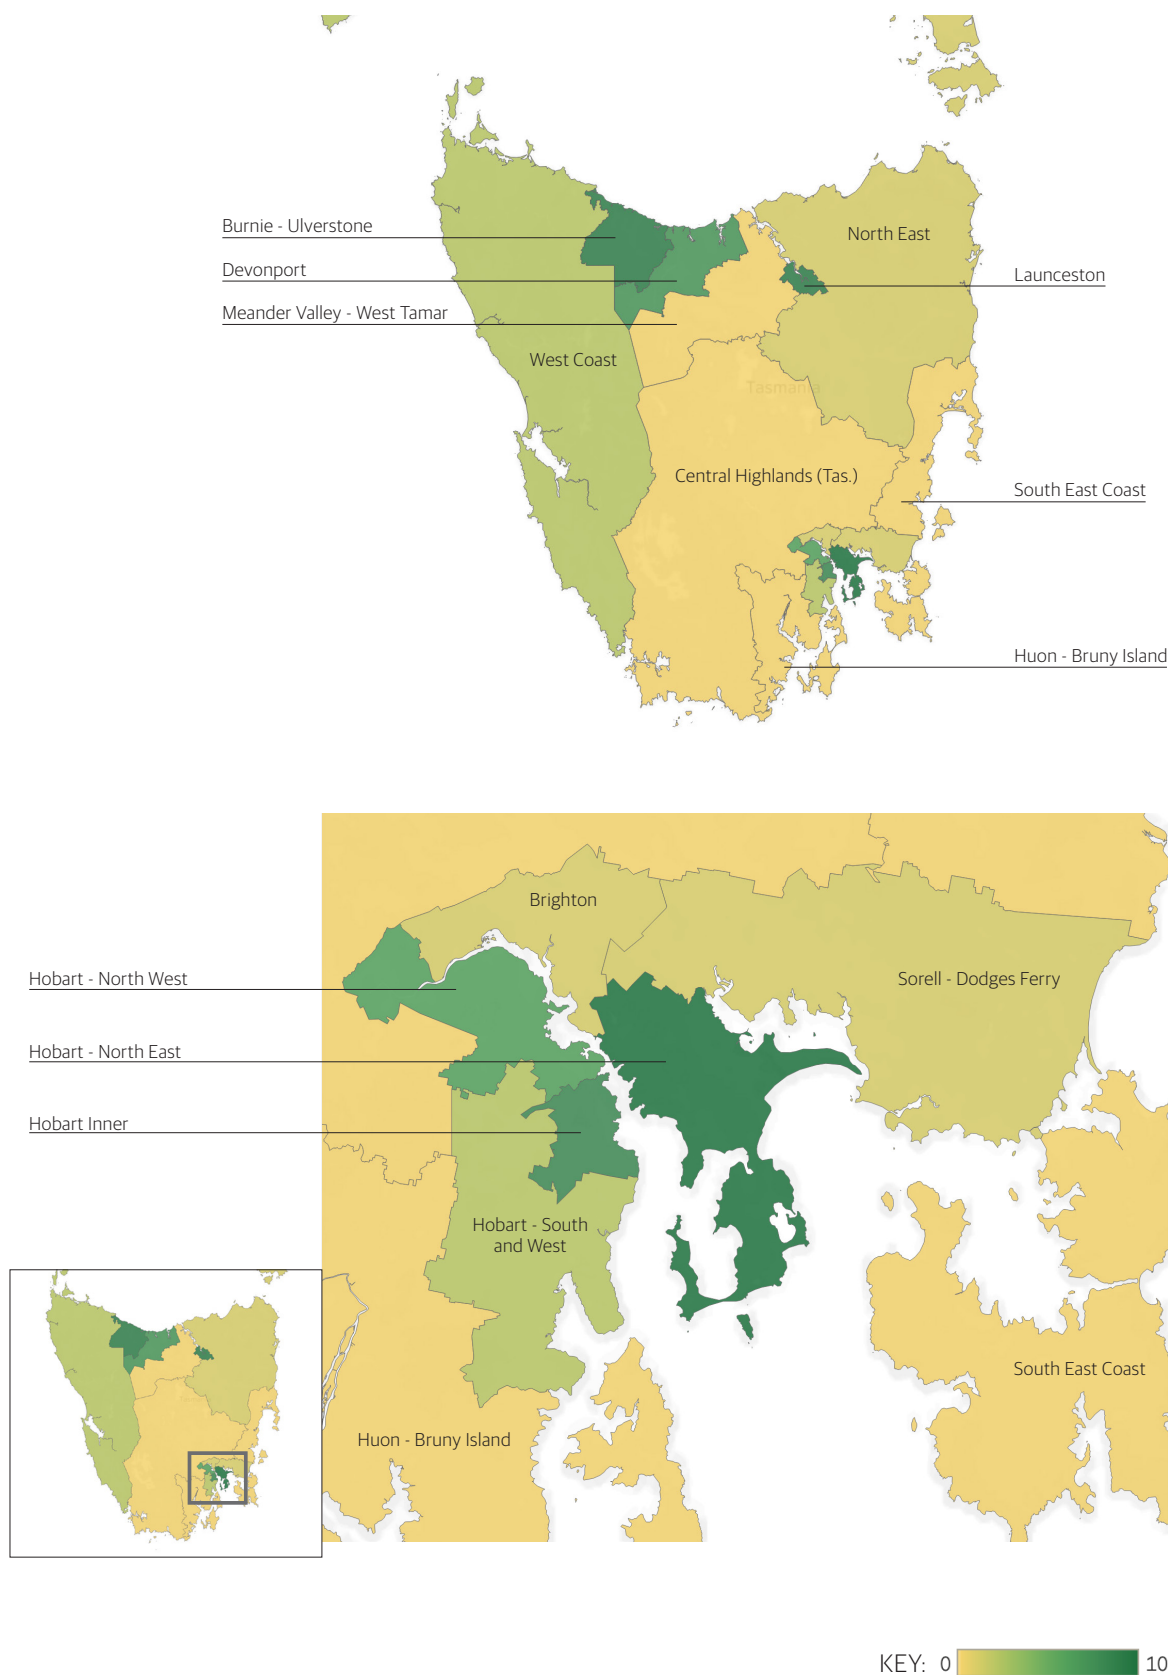 Burnie - Ulverstone
North East
Devonport
Launceston
Meander Valley - West Tamar
West Coast
Tasmania
Central Highlands (Tas.)
South East Coast
Huon - Bruny Island
Brighton
Hobart - North West
Sorell - Dodges Ferry
Hobart - North East
Hobart Inner
Hobart - South
and West
South East Coast
Huon - Bruny Island
KEY: 0 10